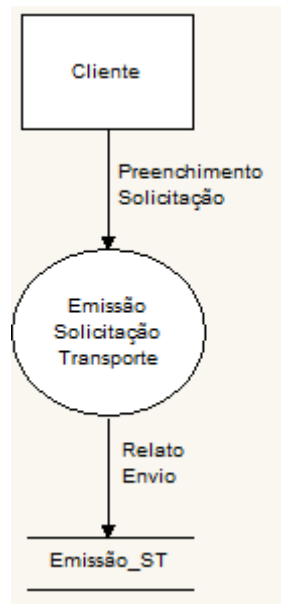 Cliente
Preenchimento
Solicitação
Emissão
Solicitação
Transporte
Relato
Envio
Emissão_ST